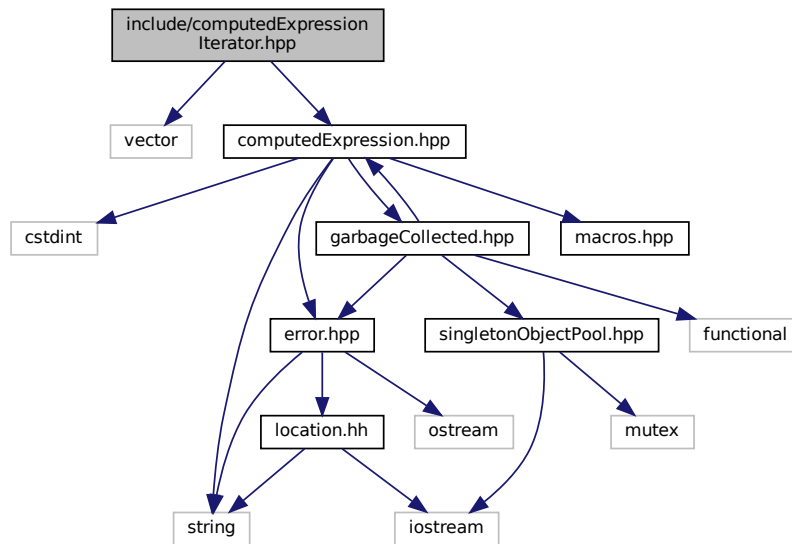 include/computedExpression
Iterator.hpp
vector
computedExpression.hpp
cstdint
garbageCollected.hpp
macros.hpp
error.hpp
singletonObjectPool.hpp
functional
location.hh
ostream
mutex
string
iostream